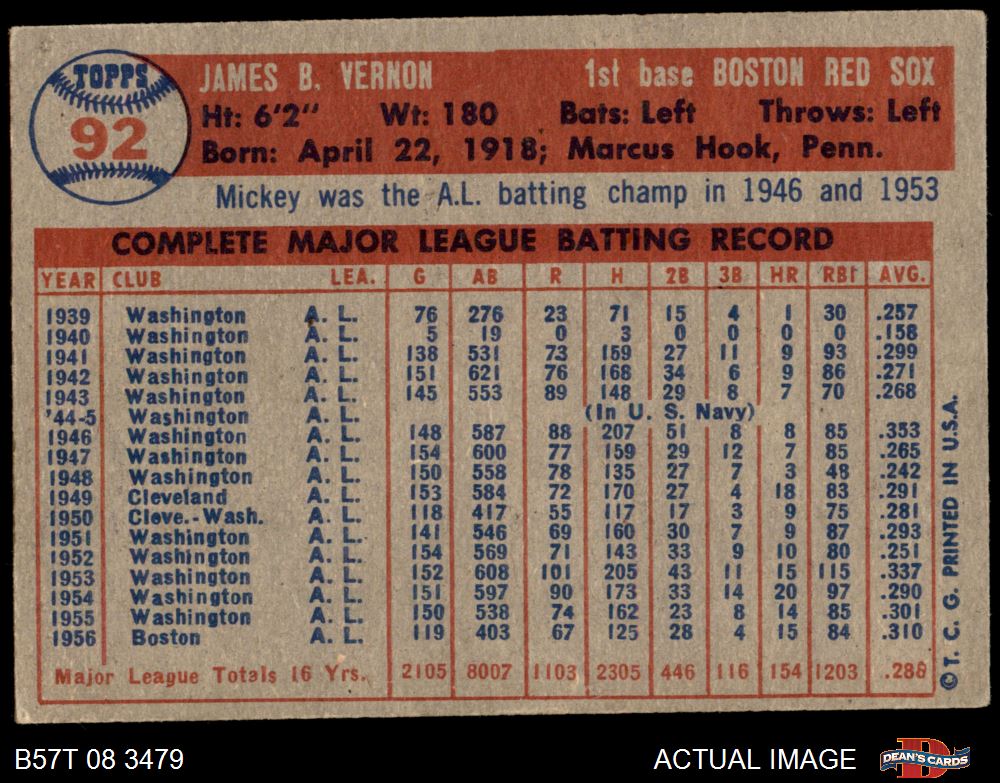 TOPPS
92
JAMES B. VERNON 1st base BOSTON RED SOX
Ht: 6'2" Wt: 180 Bats: Left Throws: Left
Born: April 22, 1918; Marcus Hook, Penn.
Mickey was the A.L. batting champ in 1946 and 1953
COMPLETE MAJOR LEAGUE BATTING RECORD
YEAR CLUB LEA. G AB R H 2B 3B HR RBI AVG.
1939 Washington A. L. 76 276 23 71 15 4 1 30 .257
1940 Washington A. L. 5 19 0 3 0 0 0 0 .158
1941 Washington A. L. 138 531 73 159 27 11 9 93 .299
1942 Washington A. L. 151 621 76 168 34 6 9 86 .271
1943 Washington A. L. 145 553 89 148 29 8 7 70 .268
'44-5 Washington A. L. (In U. S. Navy)
1946 Washington A. L. 148 587 88 207 51 8 8 85 .353
1947 Washington A. L. 154 600 77 159 29 12 7 85 .265
1948 Washington A. L. 150 558 78 135 27 7 3 48 .242
1949 Cleveland A. L. 153 584 72 170 27 4 18 83 .291
1950 Cleve.-Wash. A. L. 118 417 55 117 17 3 9 75 .281
1951 Washington A. L. 141 546 69 160 30 7 9 87 .293
1952 Washington A. L. 154 569 71 143 33 9 10 80 .251
1953 Washington A. L. 152 608 101 205 43 11 15 115 .337
1954 Washington A. L. 151 597 90 173 33 14 20 97 .290
1955 Washington A. L. 150 538 74 162 23 8 14 85 .301
1956 Boston A. L. 119 403 67 125 28 4 15 84 .310
Major League Totals 16 Yrs. 2105 8007 1103 2305 446 116 154 1203 .288
©T. C. G. PRINTED IN U.S.A.
B57T 08 3479 ACTUAL IMAGE
DEAN'S CARDS